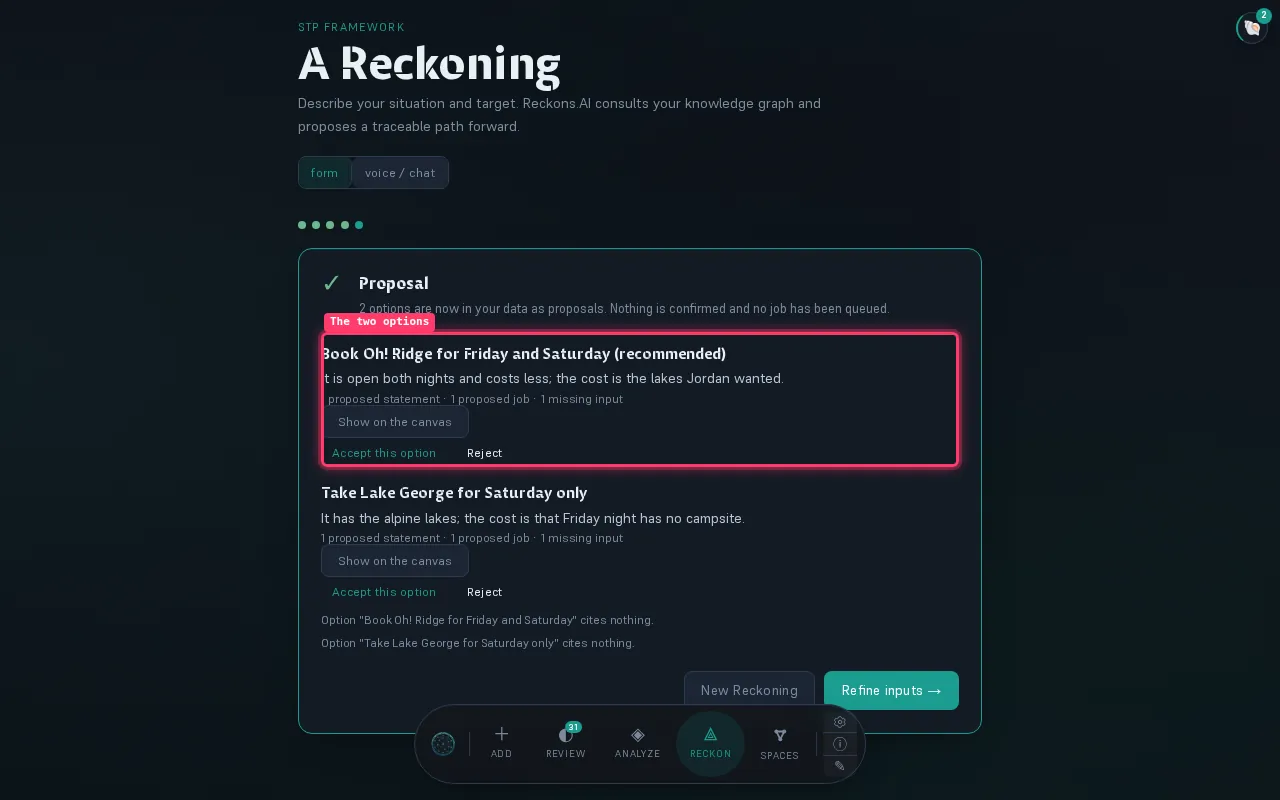 STP FRAMEWORK
2
A Reckoning
Describe your situation and target. Reckons.AI consults your knowledge graph and
proposes a traceable path forward.
form
voice / chat
✓ Proposal
2 options are now in your data as proposals. Nothing is confirmed and no job has been queued.
The two options
Book Oh! Ridge for Friday and Saturday (recommended)
It is open both nights and costs less; the cost is the lakes Jordan wanted.
proposed statement · 1 proposed job · 1 missing input
Show on the canvas
Accept this option Reject
Take Lake George for Saturday only
It has the alpine lakes; the cost is that Friday night has no campsite.
1 proposed statement · 1 proposed job · 1 missing input
Show on the canvas
Accept this option Reject
Option "Book Oh! Ridge for Friday and Saturday" cites nothing.
Option "Take Lake George for Saturday only" cites nothing.
New Reckoning
Refine inputs →
31
ADD
REVIEW
ANALYZE
RECKON
SPACES